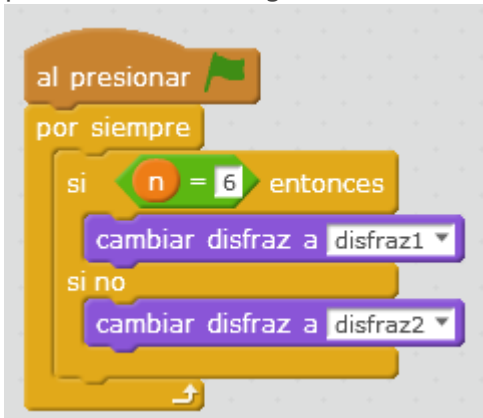 al presionar
por siempre
si n = 6 entonces
cambiar disfraz a disfraz1
si no
cambiar disfraz a disfraz2